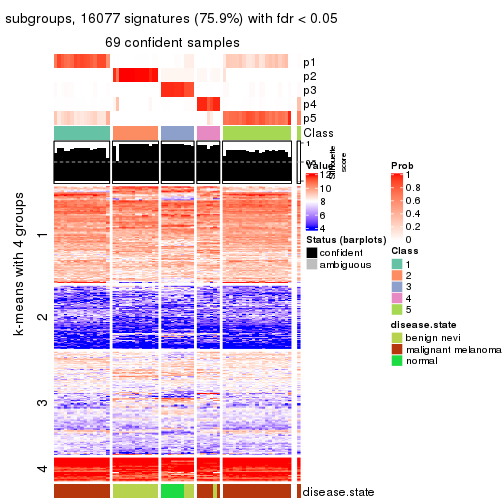 subgroups, 16077 signatures (75.9%) with fdr < 0.05
69 confident samples
p1
p2
p3
p4
p5
Class
1
0.5
0
Silhouette
score
k-means with 4 groups
1
2
3
4
disease.state
Value
12
10
8
6
4
Status (barplots)
confident
ambiguous
Prob
1
0.8
0.6
0.4
0.2
0
Class
1
2
3
4
5
disease.state
benign nevi
malignant melanoma
normal